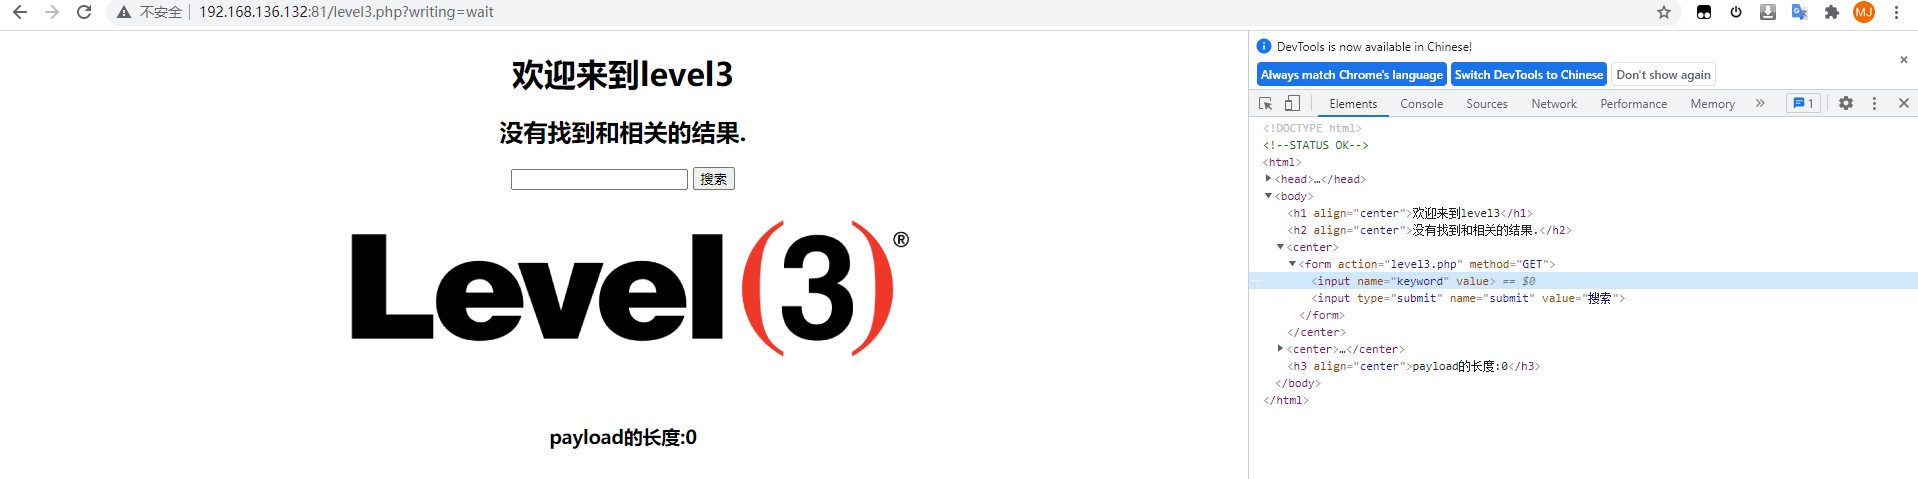 不安全 192.168.136.132:81/level3.php?writing=wait
MJ
欢迎来到level3
没有找到和相关的结果.
搜索
Level(3)®
payload的长度:0
DevTools is now available in Chinese!
Always match Chrome's language Switch DevTools to Chinese Don't show again
Elements Console Sources Network Performance Memory » 1
<!DOCTYPE html>
<!--STATUS OK-->
<html>
<head>…</head>
<body>
<h1 align="center">欢迎来到level3</h1>
<h2 align="center">没有找到和相关的结果.</h2>
<center>
<form action="level3.php" method="GET">
<input name="keyword" value> == $0
<input type="submit" name="submit" value="搜索">
</form>
</center>
<center>…</center>
<h3 align="center">payload的长度:0</h3>
</body>
</html>